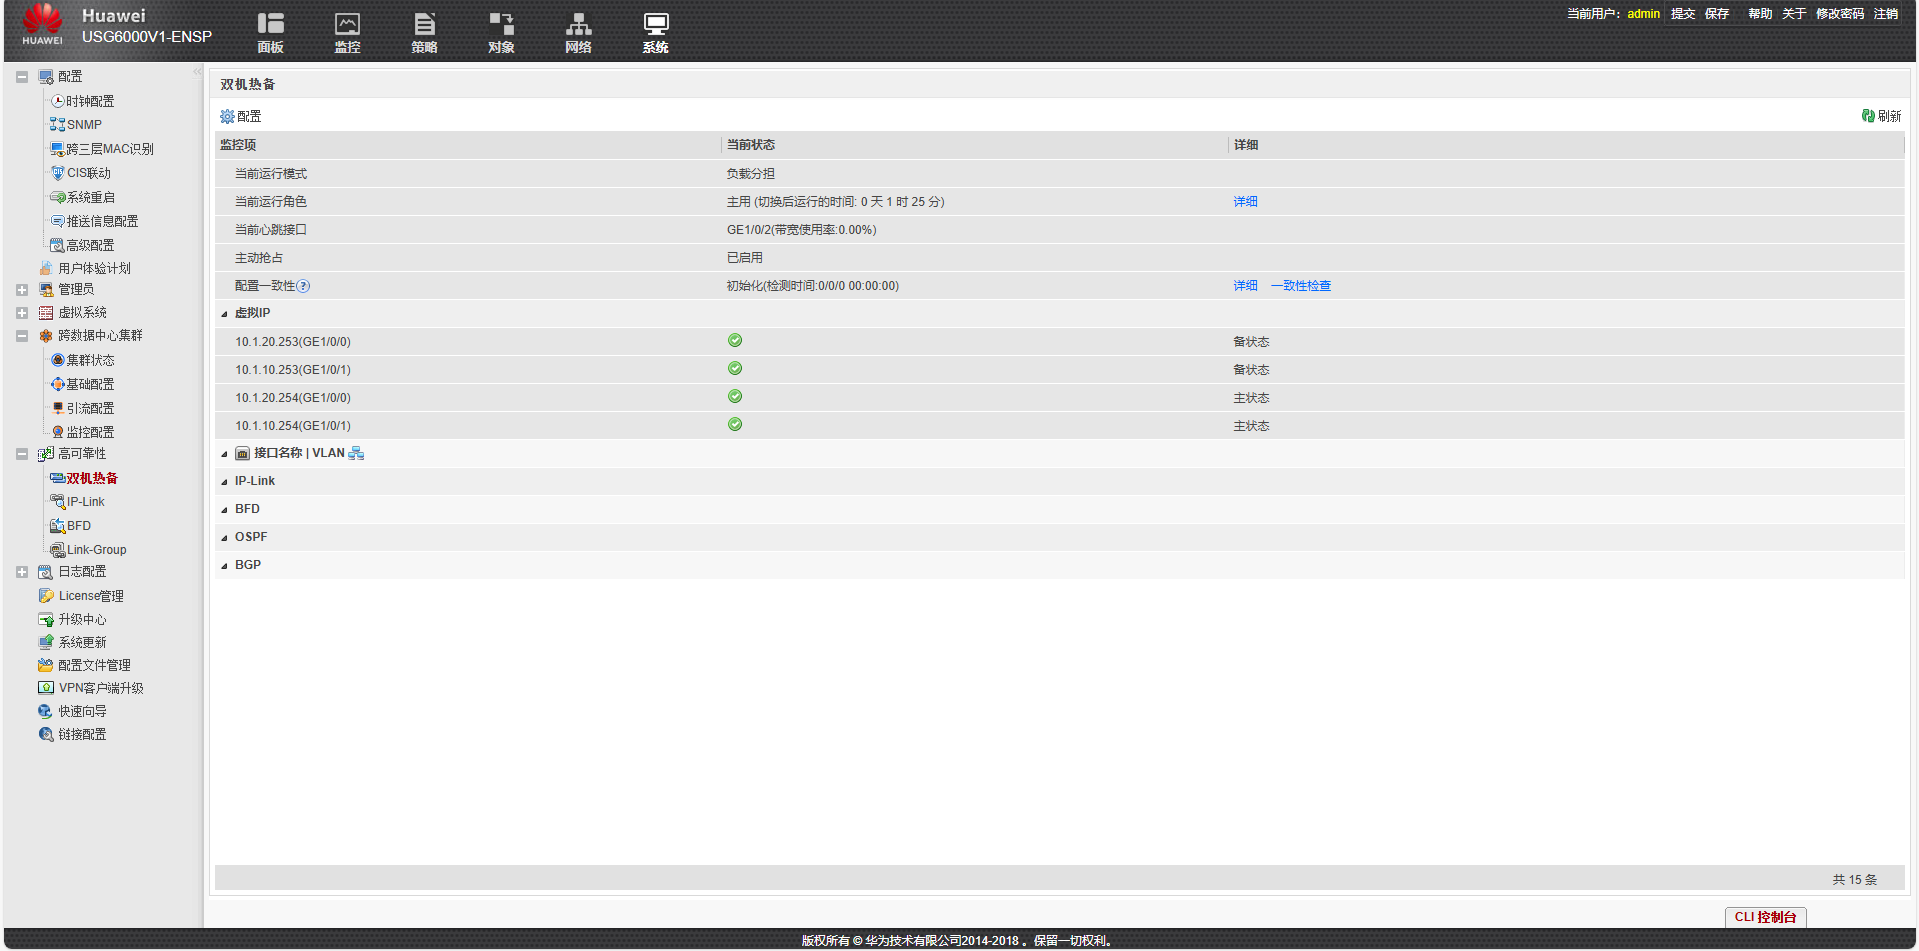 Huawei
USG6000V1-ENSP
HUAWEI
面板
监控
策略
对象
网络
系统
当前用户： admin 提交 保存 帮助 关于 修改密码 注销
配置
时钟配置
SNMP
跨三层MAC识别
CIS联动
系统重启
推送信息配置
高级配置
用户体验计划
管理员
虚拟系统
跨数据中心集群
集群状态
基础配置
引流配置
监控配置
高可靠性
双机热备
IP-Link
BFD
Link-Group
日志配置
License管理
升级中心
系统更新
配置文件管理
VPN客户端升级
快速向导
链接配置
双机热备
配置 刷新
监控项 当前状态 详细
当前运行模式 负载分担
当前运行角色 主用 (切换后运行的时间: 0 天 1 时 25 分) 详细
当前心跳接口 GE1/0/2(带宽使用率:0.00%)
主动抢占 已启用
配置一致性 初始化(检测时间:0/0/0 00:00:00) 详细 一致性检查
虚拟IP
10.1.20.253(GE1/0/0) 备状态
10.1.10.253(GE1/0/1) 备状态
10.1.20.254(GE1/0/0) 主状态
10.1.10.254(GE1/0/1) 主状态
接口名称 | VLAN
IP-Link
BFD
OSPF
BGP
共 15 条
CLI 控制台
版权所有 © 华为技术有限公司2014-2018 。保留一切权利。